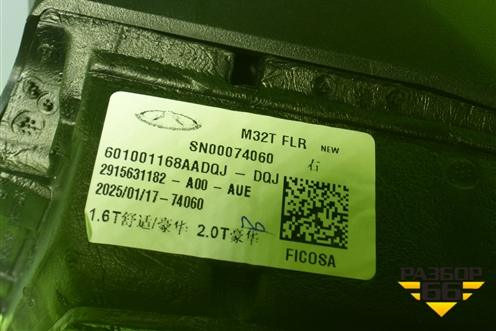 M32T FLR NEW
SN00074060 右
601001168AADQJ - DQJ
2915631182 - A00 - AUE
2025/01/17-74060
1.6T舒适/豪华 2.0T豪华
FICOSA
РАЗБОР
66